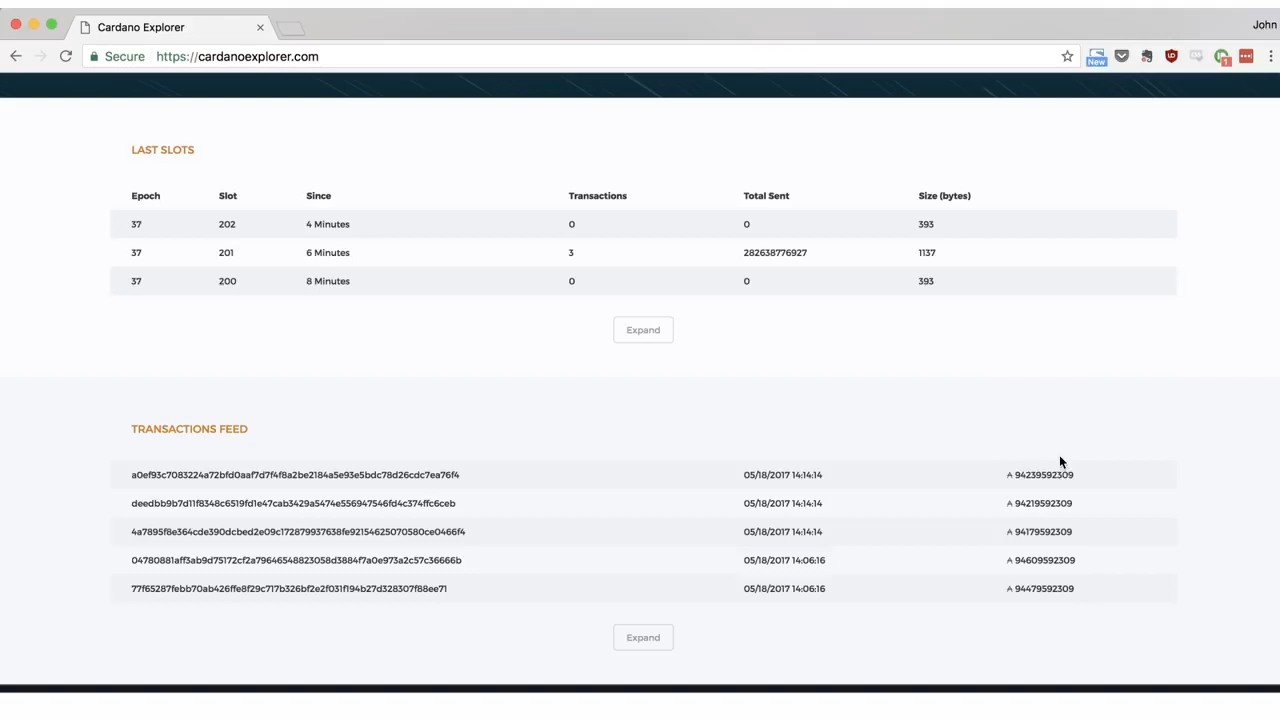 Cardano Explorer
John
Secure https://cardanoexplorer.com
New
1
LAST SLOTS
Epoch Slot Since Transactions Total Sent Size (bytes)
37 202 4 Minutes 0 0 393
37 201 6 Minutes 3 282638776927 1137
37 200 8 Minutes 0 0 393
Expand
TRANSACTIONS FEED
a0ef93c7083224a72bfd0aaf7d7f4f8a2be2184a5e93e5bdc78d26cdc7ea76f4 05/18/2017 14:14:14 94239592309
deedbb9b7d11f8348c6519fd1e47cab3429a5474e556947546fd4c374ffc6ceb 05/18/2017 14:14:14 94219592309
4a7895f8e364cde390dcbed2e09c172879937638fe92154625070580ce0466f4 05/18/2017 14:14:14 94179592309
04780881aff3ab9d75172cf2a79646548823058d3884f7a0e973a2c57c36666b 05/18/2017 14:06:16 94609592309
77f65287febb70ab426ffe8f29c717b326bf2e2f031f194b27d328307f88ee71 05/18/2017 14:06:16 94479592309
Expand